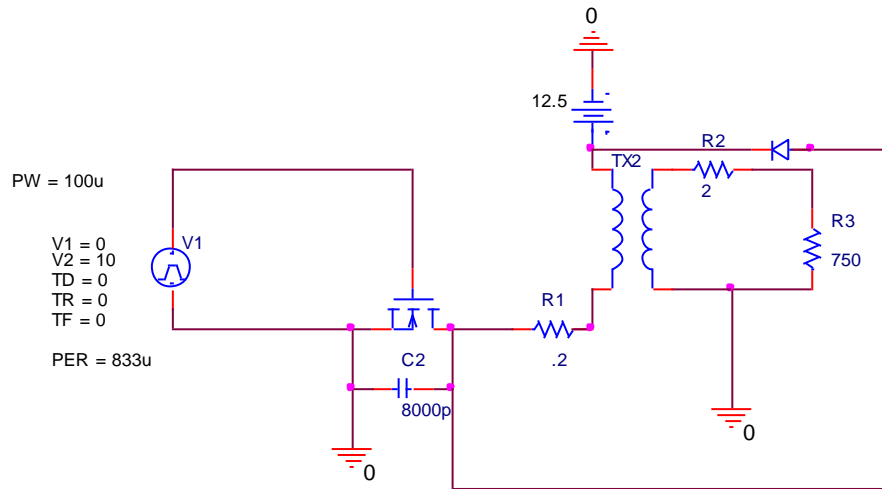 0
12.5
R2
TX2
2
PW = 100u
R3
V1
750
V1 = 0
V2 = 10
TD = 0
TR = 0
TF = 0
R1
.2
PER = 833u
C2
8000p
0
0